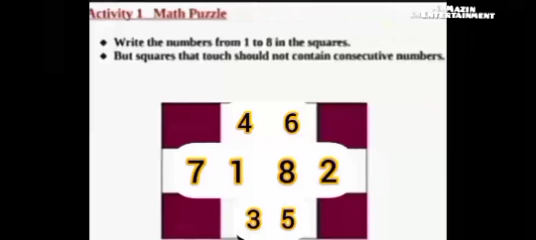 Activity 1 Math Puzzle
Write the numbers from 1 to 8 in the squares.
But squares that touch should not contain consecutive numbers.
4 6
7 1 8 2
3 5
ENTERTAINMENT